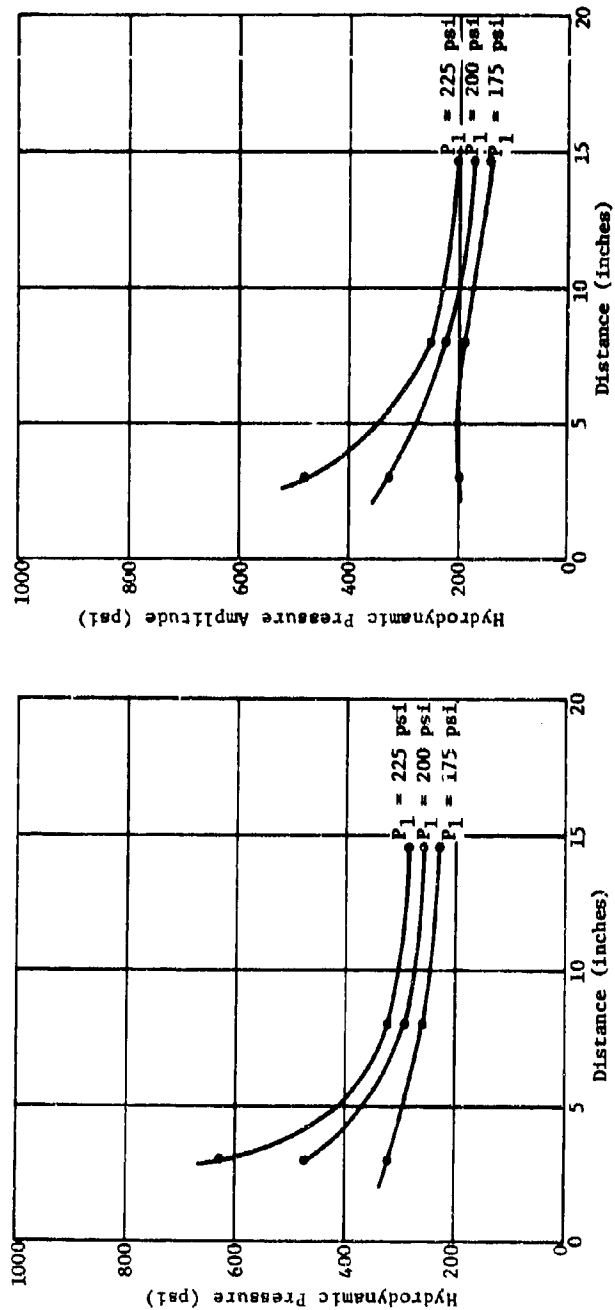 Hydrodynamic Pressure Amplitude (psi)
1000
800
600
400
200
0
0
5
10
15
20
Distance (inches)
P1 = 225 psi
P1 = 200 psi
P1 = 175 psi
Hydrodynamic Pressure (psi)
1000
800
600
400
200
0
0
5
10
15
20
Distance (inches)
P1 = 225 psi
P1 = 200 psi
P1 = 175 psi